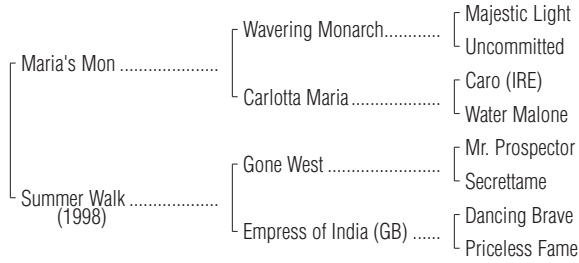 Majestic Light
Wavering Monarch............
Uncommitted
Maria's Mon .....................
Caro (IRE)
Carlotta Maria...................
Water Malone
Mr. Prospector
Gone West ........................
Secrettame
Summer Walk ...................
(1998)
Dancing Brave
Empress of India (GB) ......
Priceless Fame